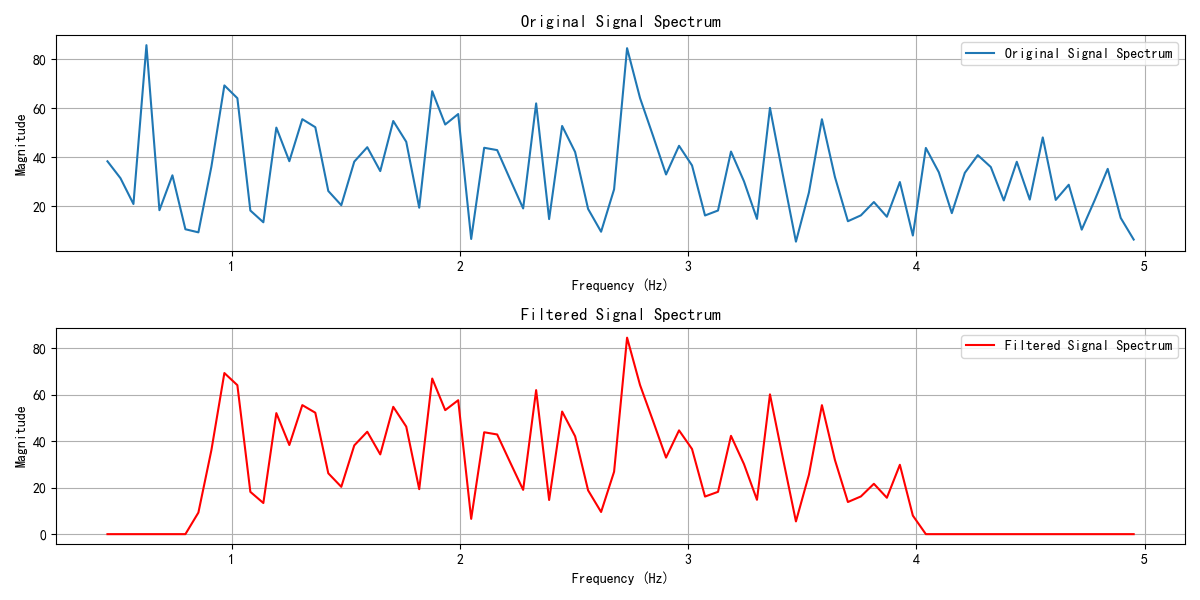 Original Signal Spectrum
Original Signal Spectrum
Magnitude
80
60
40
20
1 2 3 4 5
Frequency (Hz)
Filtered Signal Spectrum
Filtered Signal Spectrum
Magnitude
80
60
40
20
0
1 2 3 4 5
Frequency (Hz)